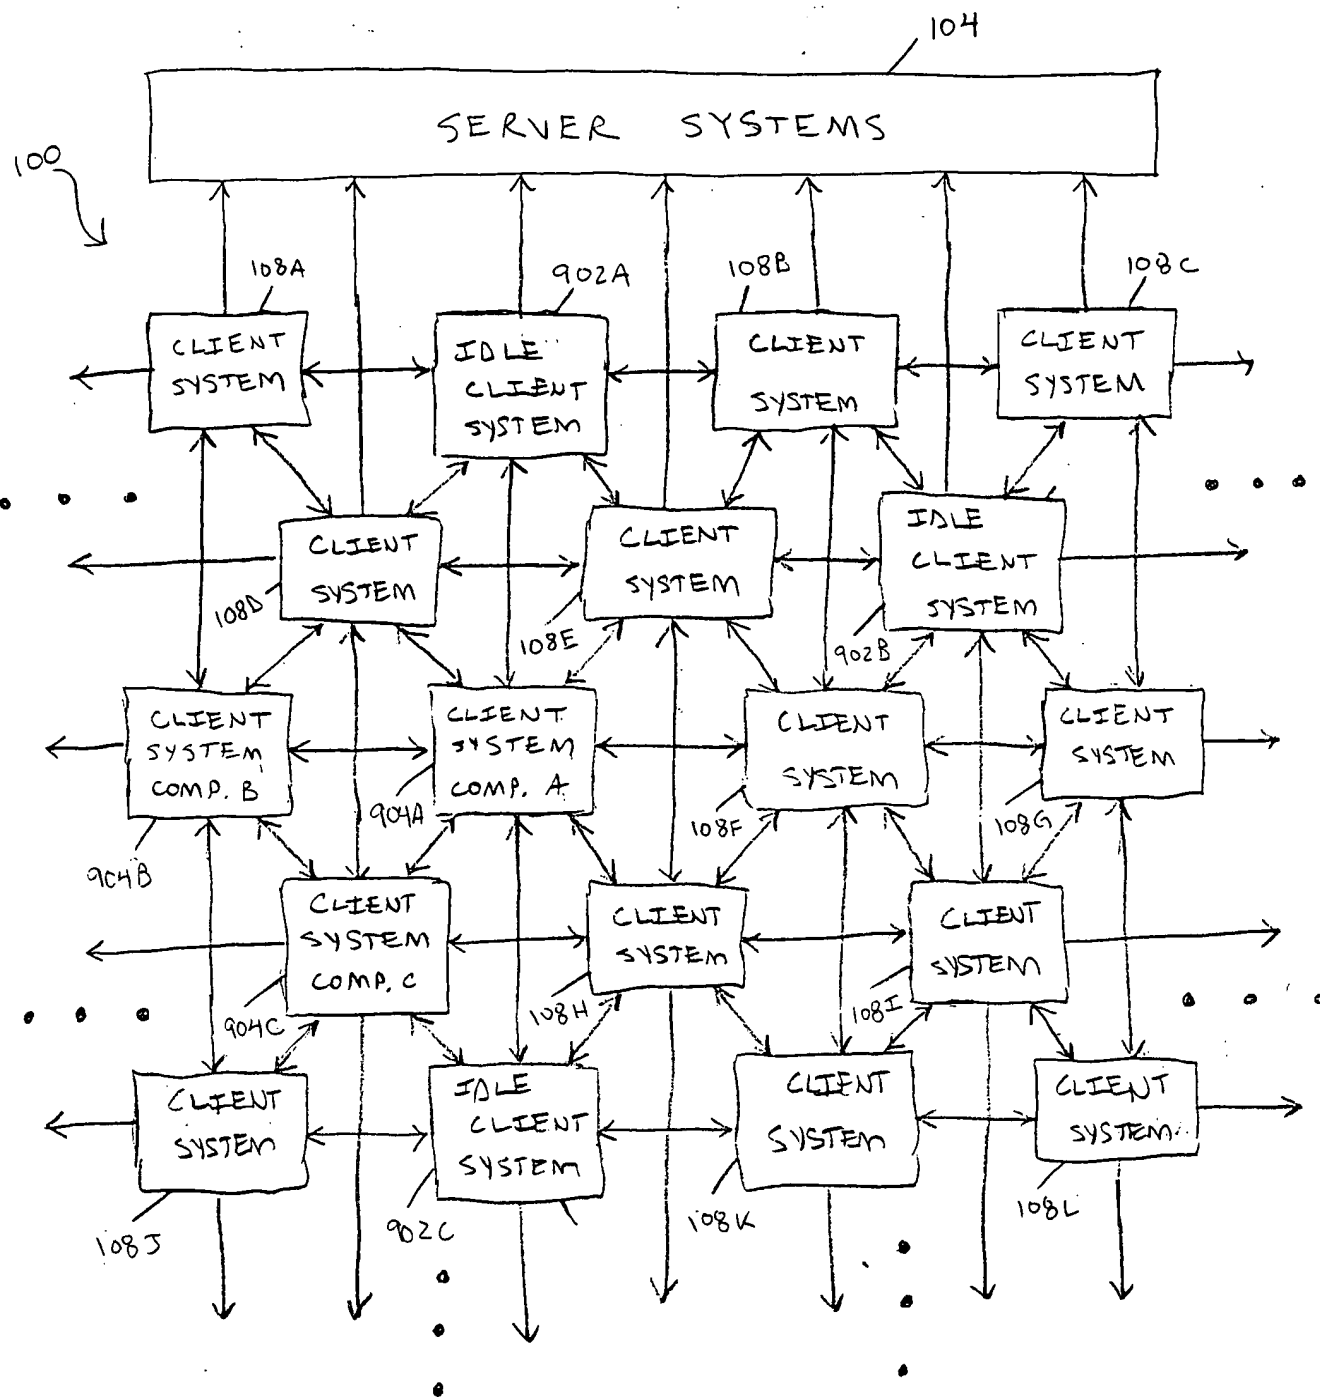 104
SERVER SYSTEMS
100
108A
902A
108B
108C
CLIENT
SYSTEM
IDLE
CLIENT
SYSTEM
CLIENT
SYSTEM
CLIENT
SYSTEM
CLIENT
SYSTEM
108D
CLIENT
SYSTEM
108E
IDLE
CLIENT
SYSTEM
902B
CLIENT
SYSTEM
COMP. B
904B
CLIENT
SYSTEM
COMP. A
904A
CLIENT
SYSTEM
108F
CLIENT
SYSTEM
108G
CLIENT
SYSTEM
COMP. C
904C
CLIENT
SYSTEM
108H
CLIENT
SYSTEM
108I
CLIENT
SYSTEM
108J
IDLE
CLIENT
SYSTEM
902C
CLIENT
SYSTEM
108K
CLIENT
SYSTEM
108L